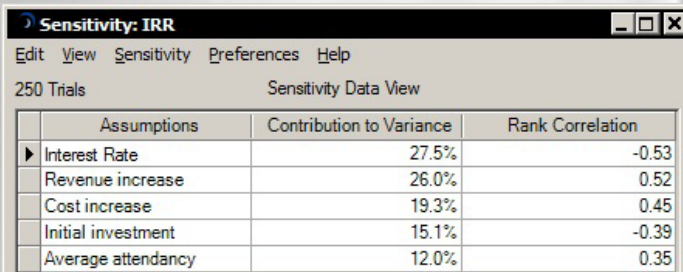 Sensitivity: IRR
Edit View Sensitivity Preferences Help
250 Trials Sensitivity Data View
Assumptions Contribution to Variance Rank Correlation
Interest Rate 27.5% -0.53
Revenue increase 26.0% 0.52
Cost increase 19.3% 0.45
Initial investment 15.1% -0.39
Average attendancy 12.0% 0.35